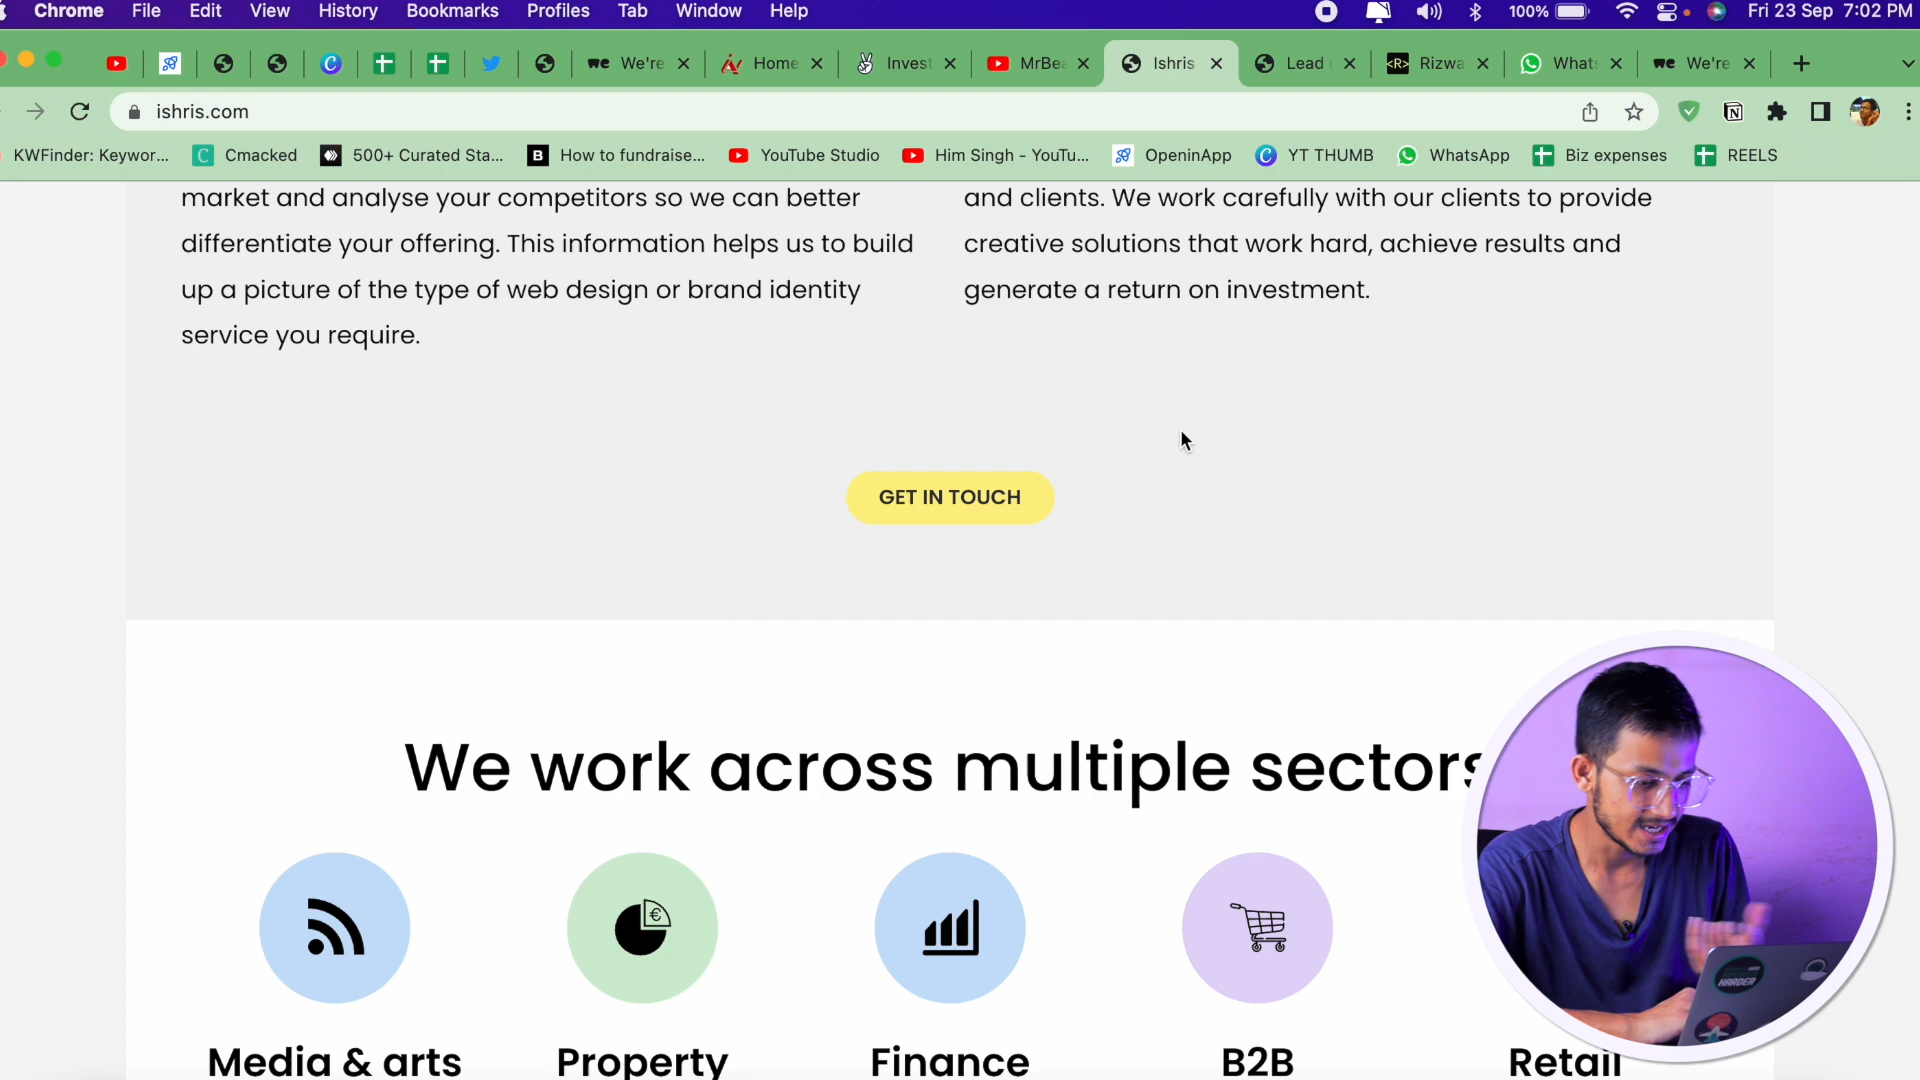 Chrome File Edit View History Bookmarks Profiles Tab Window Help 100% Fri 23 Sep 7:02 PM
We're Home Invest MrBea Ishris Lead <R> Rizwa Whats We're
ishris.com
KWFinder: Keywor... C Cmacked 500+ Curated Sta... B How to fundraise... YouTube Studio Him Singh - YouTu... OpeninApp YT THUMB WhatsApp Biz expenses REELS
market and analyse your competitors so we can better
differentiate your offering. This information helps us to build
up a picture of the type of web design or brand identity
service you require.
and clients. We work carefully with our clients to provide
creative solutions that work hard, achieve results and
generate a return on investment.
GET IN TOUCH
We work across multiple sectors
Media & arts Property Finance B2B Retail
HARDER